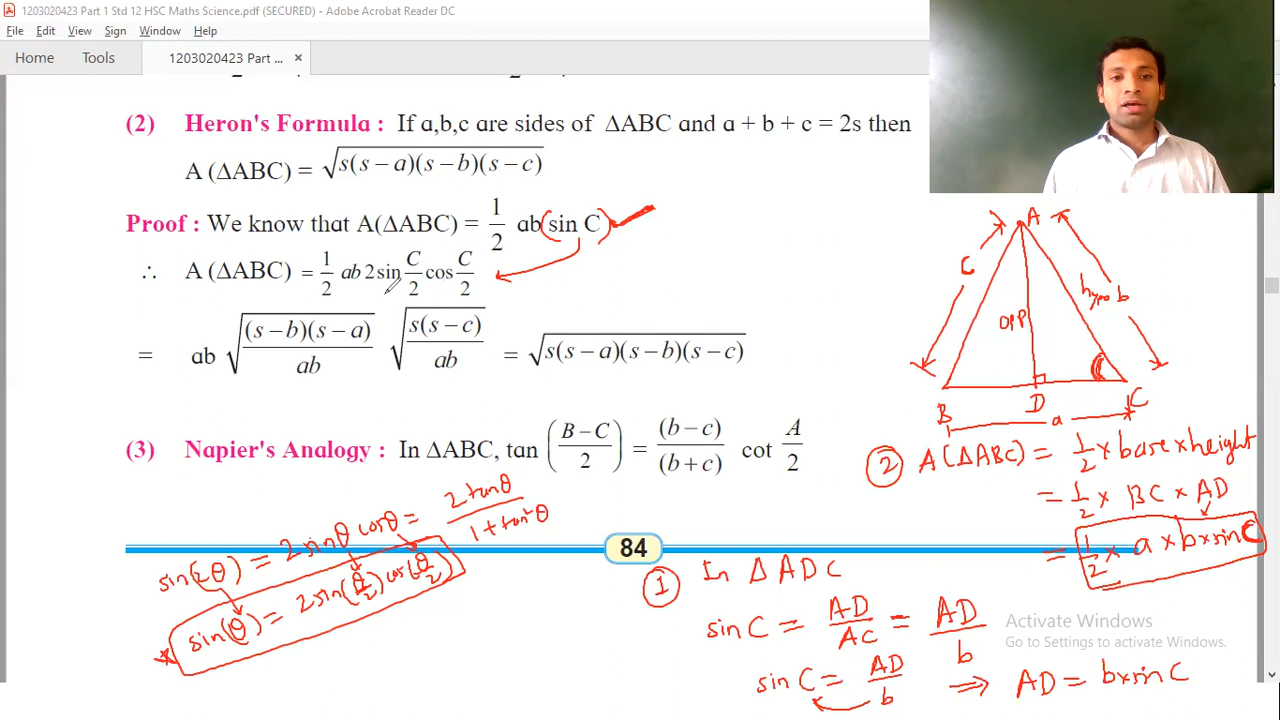 1203020423 Part 1 Std 12 HSC Maths Science.pdf (SECURED) - Adobe Acrobat Reader DC
File Edit View Sign Window Help
Home Tools 1203020423 Part ... ×
(2) Heron's Formula : If a,b,c are sides of ΔABC and a + b + c = 2s then
A (ΔABC) = √(s(s−a)(s−b)(s−c))
Proof : We know that A(ΔABC) = 1/2 ab (sin C)
∴ A (ΔABC) = 1/2 ab 2 sin C/2 cos C/2
= ab √((s−b)(s−a)/ab) √(s(s−c)/ab) = √(s(s−a)(s−b)(s−c))
(3) Napier's Analogy : In ΔABC, tan ((B−C)/2) = (b−c)/(b+c) cot A/2
84
sin(2θ) = 2sinθ cosθ = 2tanθ/(1+tan²θ)
sin(θ) = 2sin(θ/2) cos(θ/2)
A
C
hypo b
opp
B D C
a
② A(ΔABC) = 1/2 × base × height
= 1/2 × BC × AD
= 1/2 × a × b × sin C
① In ΔADC
sin C = AD/AC = AD/b
sin C = AD/b ⇒ AD = b×sin C
Activate Windows
Go to Settings to activate Windows.